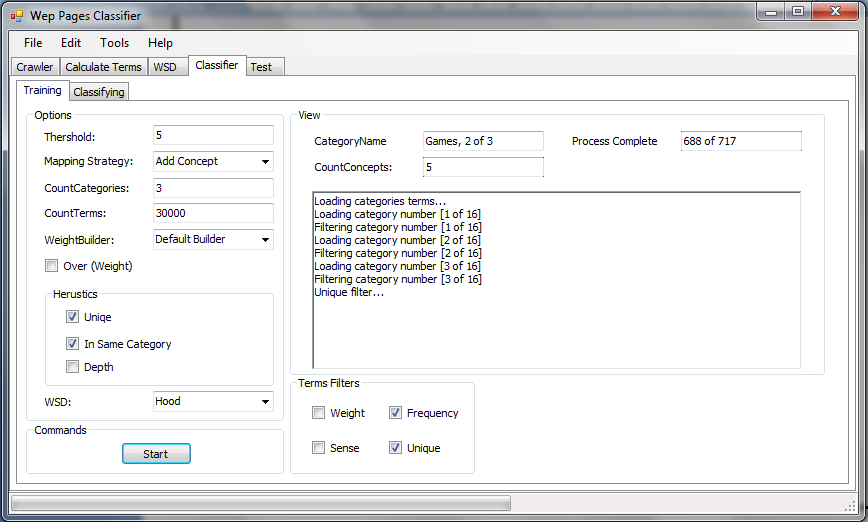 Wep Pages Classifier
File Edit Tools Help
Crawler Calculate Terms WSD Classifier Test
Training Classifying
Options
Thershold: 5
Mapping Strategy: Add Concept
CountCategories: 3
CountTerms: 30000
WeightBuilder: Default Builder
Over (Weight)
Herustics
Uniqe
In Same Category
Depth
WSD: Hood
Commands
Start
View
CategoryName Games, 2 of 3 Process Complete 688 of 717
CountConcepts: 5
Loading categories terms...
Loading category number [1 of 16]
Filtering category number [1 of 16]
Loading category number [2 of 16]
Filtering category number [2 of 16]
Loading category number [3 of 16]
Filtering category number [3 of 16]
Unique filter...
Terms Filters
Weight Frequency
Sense Unique